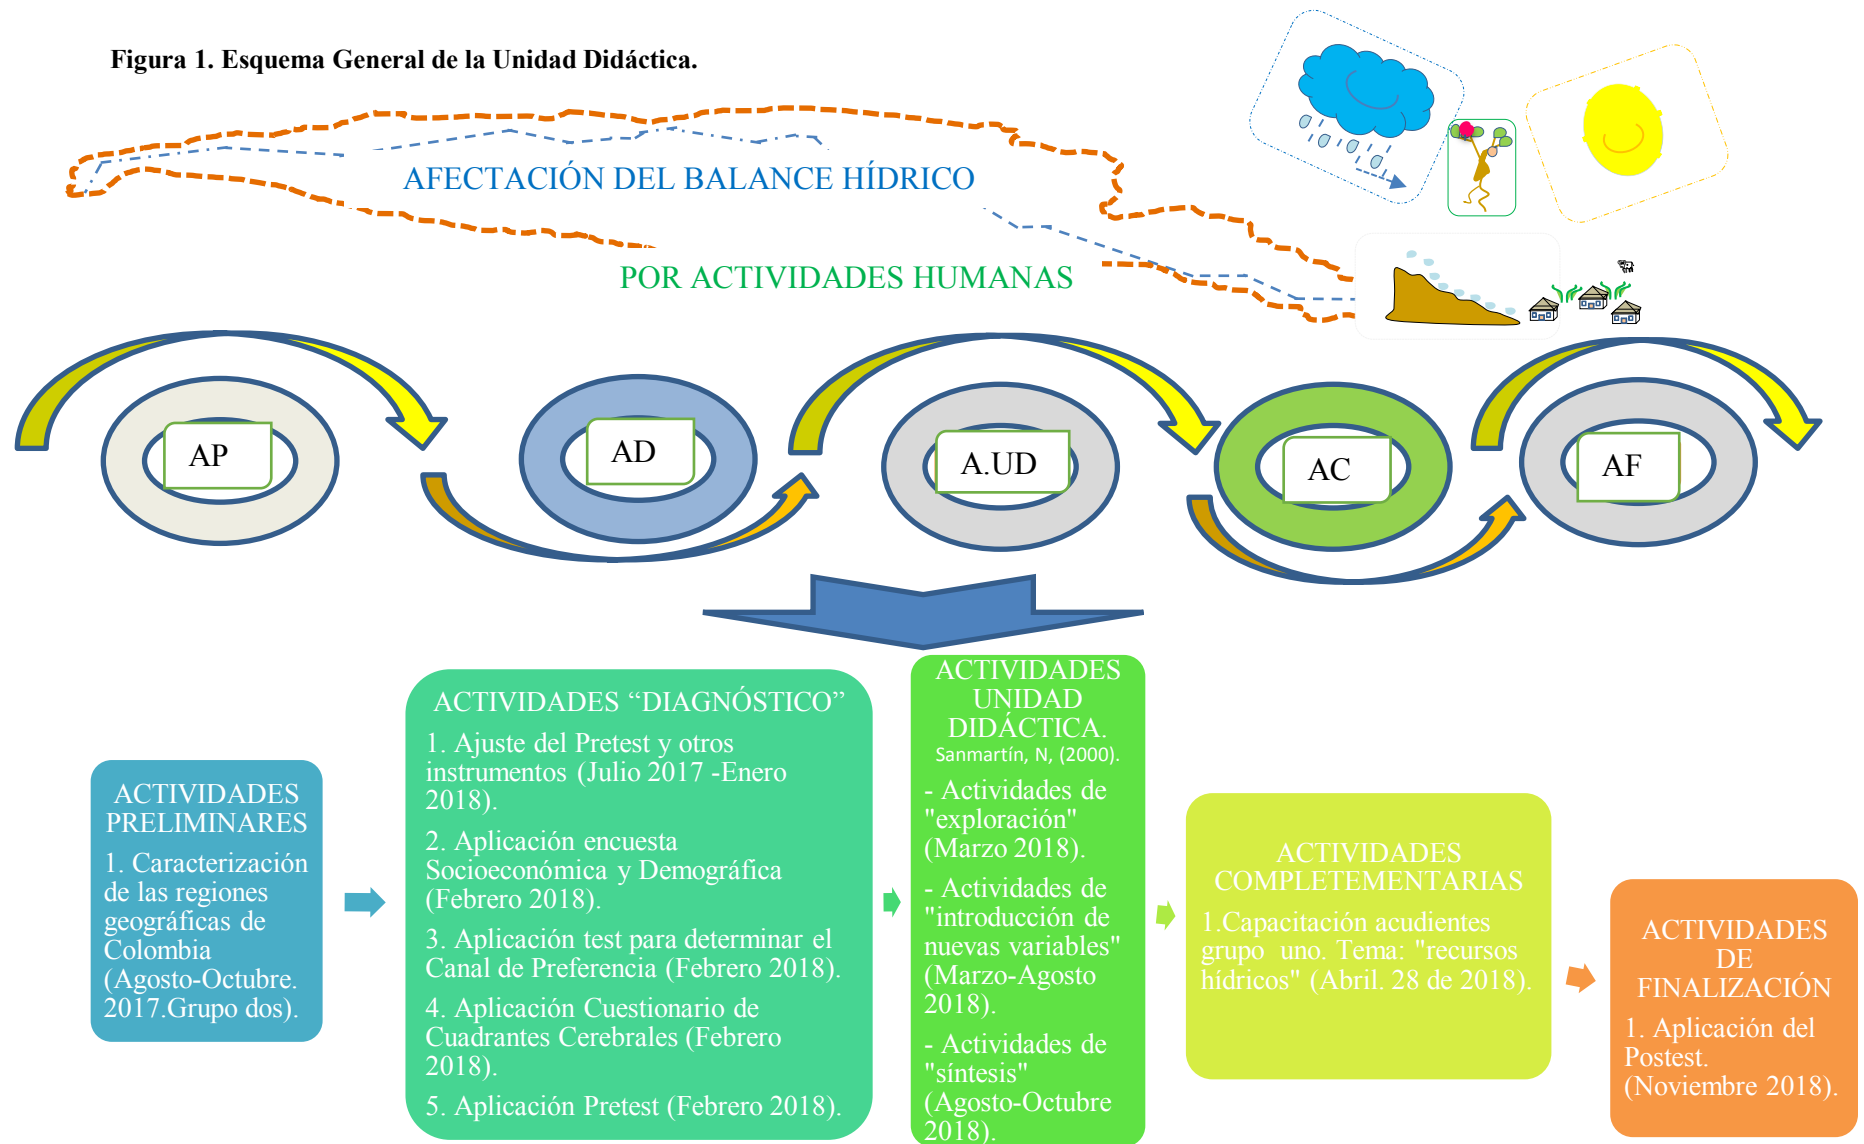 Figura 1. Esquema General de la Unidad Didáctica.
AFECTACIÓN DEL BALANCE HÍDRICO
POR ACTIVIDADES HUMANAS
AP
AD
A.UD
AC
AF
ACTIVIDADES
PRELIMINARES
1. Caracterización
de las regiones
geográficas de
Colombia
(Agosto-Octubre.
2017.Grupo dos).
ACTIVIDADES “DIAGNÓSTICO”
1. Ajuste del Pretest y otros
instrumentos (Julio 2017 -Enero
2018).
2. Aplicación encuesta
Socioeconómica y Demográfica
(Febrero 2018).
3. Aplicación test para determinar el
Canal de Preferencia (Febrero 2018).
4. Aplicación Cuestionario de
Cuadrantes Cerebrales (Febrero
2018).
5. Aplicación Pretest (Febrero 2018).
ACTIVIDADES
UNIDAD
DIDÁCTICA.
Sanmartín, N, (2000).
- Actividades de
"exploración"
(Marzo 2018).
- Actividades de
"introducción de
nuevas variables"
(Marzo-Agosto
2018).
- Actividades de
"síntesis"
(Agosto-Octubre
2018).
ACTIVIDADES
COMPLETEMENTARIAS
1.Capacitación acudientes
grupo uno. Tema: "recursos
hídricos" (Abril. 28 de 2018).
ACTIVIDADES
DE
FINALIZACIÓN
1. Aplicación del
Postest.
(Noviembre 2018).